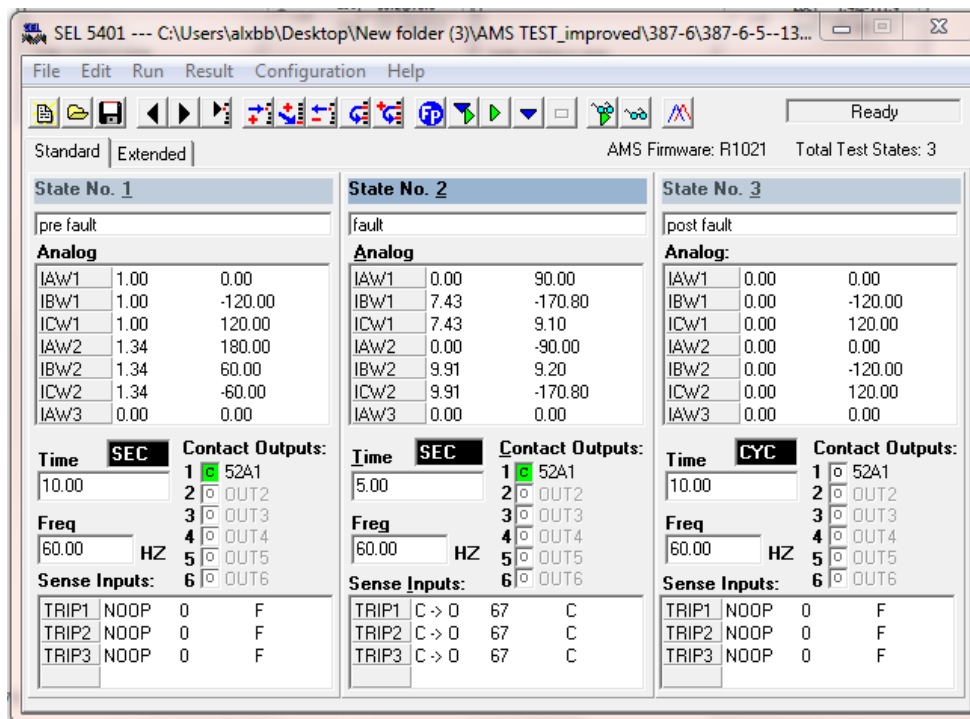 SEL 5401 --- C:\Users\alxbb\Desktop\New folder (3)\AMS TEST_improved\387-6\387-6-5--13...
File Edit Run Result Configuration Help
FP
Ready
Standard Extended AMS Firmware: R1021 Total Test States: 3
State No. 1
pre fault
Analog
IAW1 1.00 0.00
IBW1 1.00 -120.00
ICW1 1.00 120.00
IAW2 1.34 180.00
IBW2 1.34 60.00
ICW2 1.34 -60.00
IAW3 0.00 0.00
Time SEC
10.00
Freq
60.00 HZ
Contact Outputs:
1 C 52A1
2 O OUT2
3 O OUT3
4 O OUT4
5 O OUT5
6 O OUT6
Sense Inputs:
TRIP1 NOOP 0 F
TRIP2 NOOP 0 F
TRIP3 NOOP 0 F
State No. 2
fault
Analog
IAW1 0.00 90.00
IBW1 7.43 -170.80
ICW1 7.43 9.10
IAW2 0.00 -90.00
IBW2 9.91 9.20
ICW2 9.91 -170.80
IAW3 0.00 0.00
Time SEC
5.00
Freg
60.00 HZ
Contact Outputs:
1 C 52A1
2 O OUT2
3 O OUT3
4 O OUT4
5 O OUT5
6 O OUT6
Sense Inputs:
TRIP1 C -> O 67 C
TRIP2 C -> O 67 C
TRIP3 C -> O 67 C
State No. 3
post fault
Analog:
IAW1 0.00 0.00
IBW1 0.00 -120.00
ICW1 0.00 120.00
IAW2 0.00 0.00
IBW2 0.00 -120.00
ICW2 0.00 120.00
IAW3 0.00 0.00
Time CYC
10.00
Freq
60.00 HZ
Contact Outputs:
1 O 52A1
2 O OUT2
3 O OUT3
4 O OUT4
5 O OUT5
6 O OUT6
Sense Inputs:
TRIP1 NOOP 0 F
TRIP2 NOOP 0 F
TRIP3 NOOP 0 F